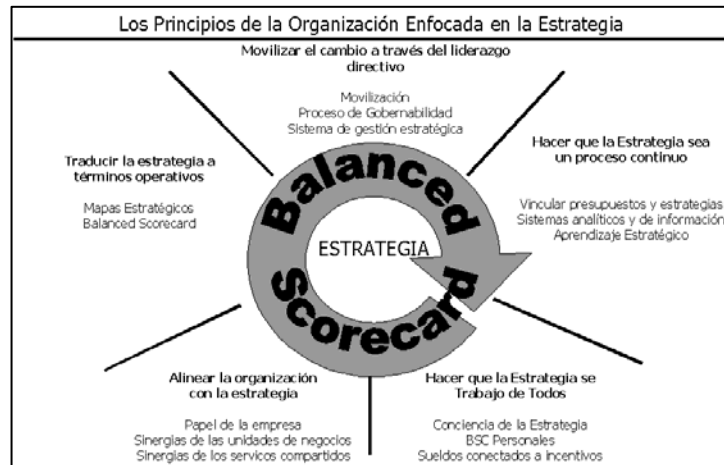 Los Principios de la Organización Enfocada en la Estrategia
Movilizar el cambio a través del liderazgo
directivo
Movilización
Proceso de Gobernabilidad
Sistema de gestión estratégica
Hacer que la Estrategia sea
un proceso continuo
Vincular presupuestos y estrategias
Sistemas analíticos y de información
Aprendizaje Estratégico
Traducir la estrategia a
términos operativos
Mapas Estratégicos
Balanced Scorecard
Balanced
ESTRATEGIA
Scorecard
Alinear la organización
con la estrategia
Papel de la empresa
Sinergias de las unidades de negocios
Sinergias de los servicos compartidos
Hacer que la Estrategia se
Trabajo de Todos
Conciencia de la Estrategia
BSC Personales
Sueldos conectados a incentivos